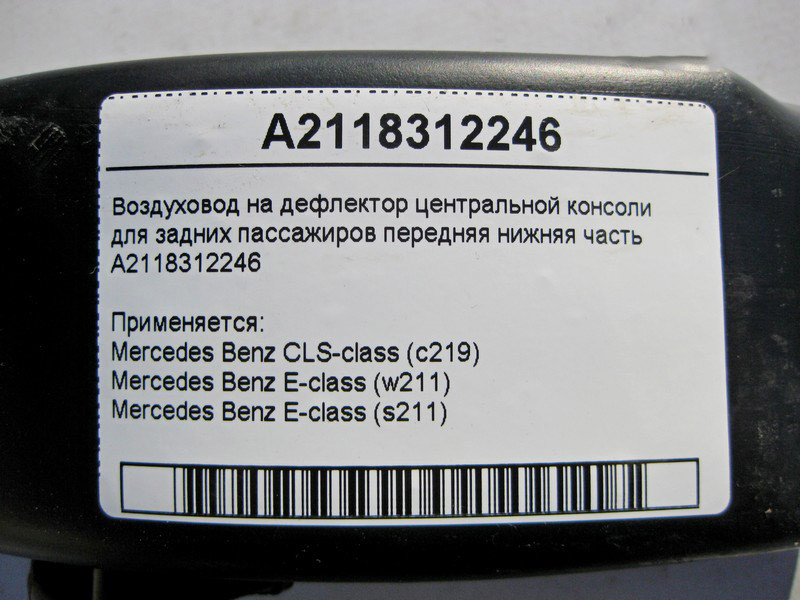 A2118312246
Воздуховод на дефлектор центральной консоли
для задних пассажиров передняя нижняя часть
A2118312246
Применяется:
Mercedes Benz CLS-class (c219)
Mercedes Benz E-class (w211)
Mercedes Benz E-class (s211)